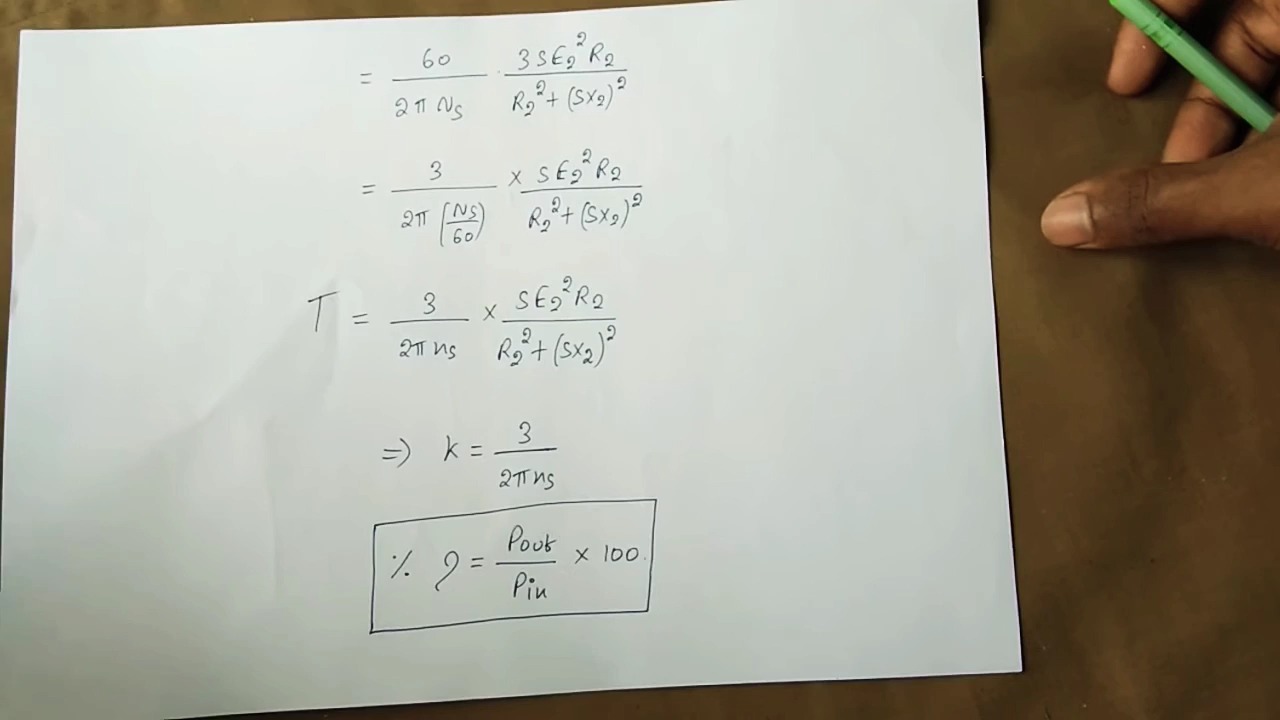 = 60 / 2π Ns · 3SE₂²R₂ / R₂² + (SX₂)²
= 3 / 2π (Ns/60) × SE₂²R₂ / R₂² + (SX₂)²
T = 3 / 2π ns × SE₂²R₂ / R₂² + (SX₂)²
⇒ k = 3 / 2π ns
% η = Pout / Pin × 100.